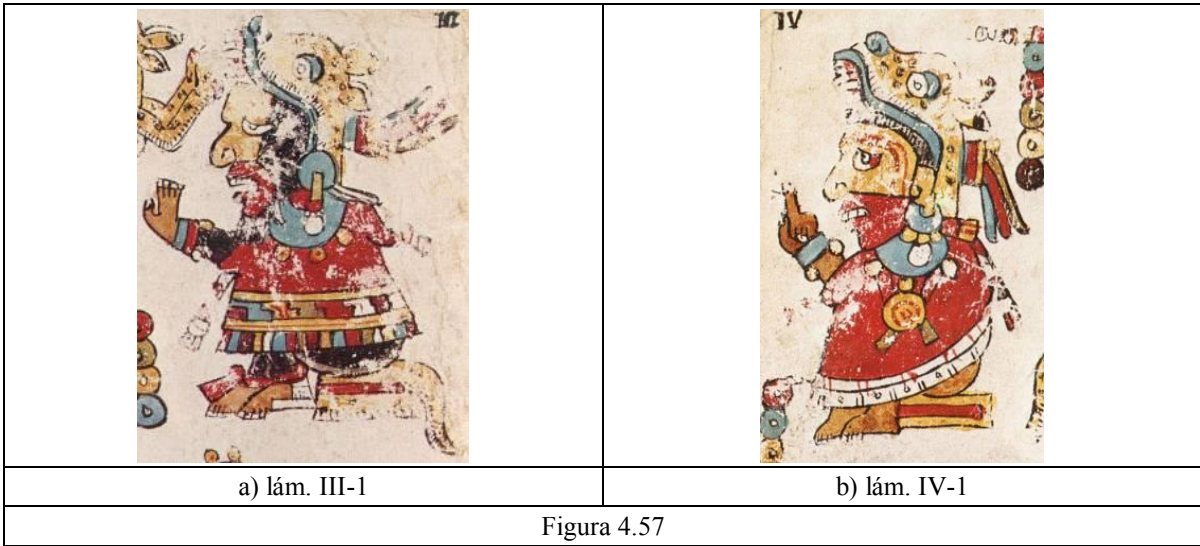 III
IV
a) lám. III-1
b) lám. IV-1
Figura 4.57